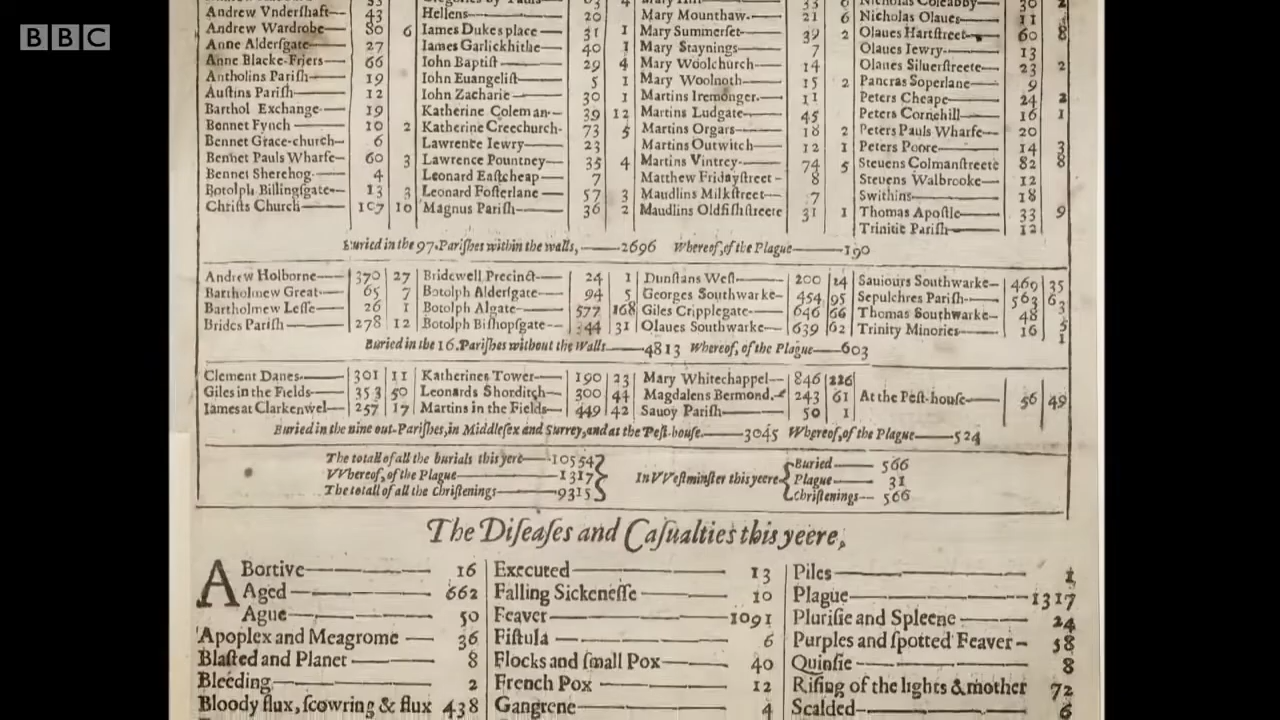 BBC
Andrew Vnderſhaft 43 Hellens 20 Mary Mounthaw 21 6 Nicholas Olaues 11
Andrew Wardrobe 80 6 Iames Dukes place 31 1 Mary Summerſet 39 2 Olaues Hartſtreet 60 8
Anne Alderſgate 27 Iames Garlickhithe 40 1 Mary Staynings 7 Olaues Iewry 13
Anne Blacke-Friers 66 Iohn Baptiſt 29 4 Mary Woolchurch 14 Olaues Siluerſtreete 23 2
Antholins Pariſh 19 Iohn Euangeliſt 5 1 Mary Woolnoth 15 2 Pancras Soperlane 9
Auſtins Pariſh 12 Iohn Zacharie 30 1 Martins Iremonger 11 Peters Cheape 24 2
Barthol Exchange 19 Katherine Coleman 39 12 Martins Ludgate 45 Peters Cornehill 16 1
Bennet Fynch 10 2 Katherine Creechurch 73 5 Martins Orgars 18 2 Peters Pauls Wharfe 20
Bennet Grace-church 6 Lawrence Iewry 23 Martins Outwitch 12 1 Peters Poore 14 3
Bennet Pauls Wharfe 60 3 Lawrence Pountney 35 4 Martins Vintrey 74 5 Steuens Colmanſtreete 82 8
Bennet Sherehog 4 Leonard Eaſtcheap 7 Matthew Fridayſtreet 8 Steuens Walbrooke 12
Botolph Billingſgate 13 3 Leonard Foſterlane 57 3 Maudlins Milkſtreet 7 Swithins 18
Chriſts Church 107 10 Magnus Pariſh 36 2 Maudlins Oldfiſhſtreete 31 1 Thomas Apoſtle 33 9
Trinitie Pariſh 12
Buried in the 97. Pariſhes within the walls, 2696 Whereof, of the Plague 190
Andrew Holborne 370 27 Bridewell Precinct 24 1 Dunſtans Weſt 200 24 Sauiours Southwarke 469 35
Bartholmew Great 65 7 Botolph Alderſgate 94 5 Georges Southwarke 454 95 Sepulchres Pariſh 563 63
Bartholmew Leſſe 26 1 Botolph Algate 577 168 Giles Cripplegate 646 66 Thomas Southwarke 48 5
Brides Pariſh 278 12 Botolph Biſhopſgate 344 31 Olaues Southwarke 639 62 Trinity Minories 16 1
Buried in the 16. Pariſhes without the Walls 4813 Whereof, of the Plague 603
Clement Danes 301 11 Katherines Tower 190 23 Mary Whitechappel 846 226
Giles in the Fields 353 50 Leonards Shorditch 300 44 Magdalens Bermond. 243 61 At the Peſt-houſe 56 49
Iames at Clarkenwel 257 17 Martins in the Fields 449 42 Sauoy Pariſh 50 1
Buried in the nine out-Pariſhes, in Middleſex and Surrey, and at the Peſt-houſe. 3045 Whereof, of the Plague 524
The totall of all the burials this yere 10554
VVhereof, of the Plague 1317
The totall of all the Chriſtenings 9315
In VVeſtminſter this yeere
Buried 566
Plague 31
Chriſtenings 566
The Diſeaſes and Caſualties this yeere,
ABortive 16 Executed 13 Piles 1
Aged 662 Falling Sickeneſſe 10 Plague 1317
Ague 50 Feaver 1091 Pluriſie and Spleene 24
Apoplex and Meagrome 36 Fiſtula 6 Purples and ſpotted Feaver 58
Blaſted and Planet 8 Flocks and ſmall Pox 40 Quinſie 8
Bleeding 2 French Pox 12 Riſing of the lights & mother 72
Bloody flux, ſcowring & flux 438 Gangrene 4 Scalded 6